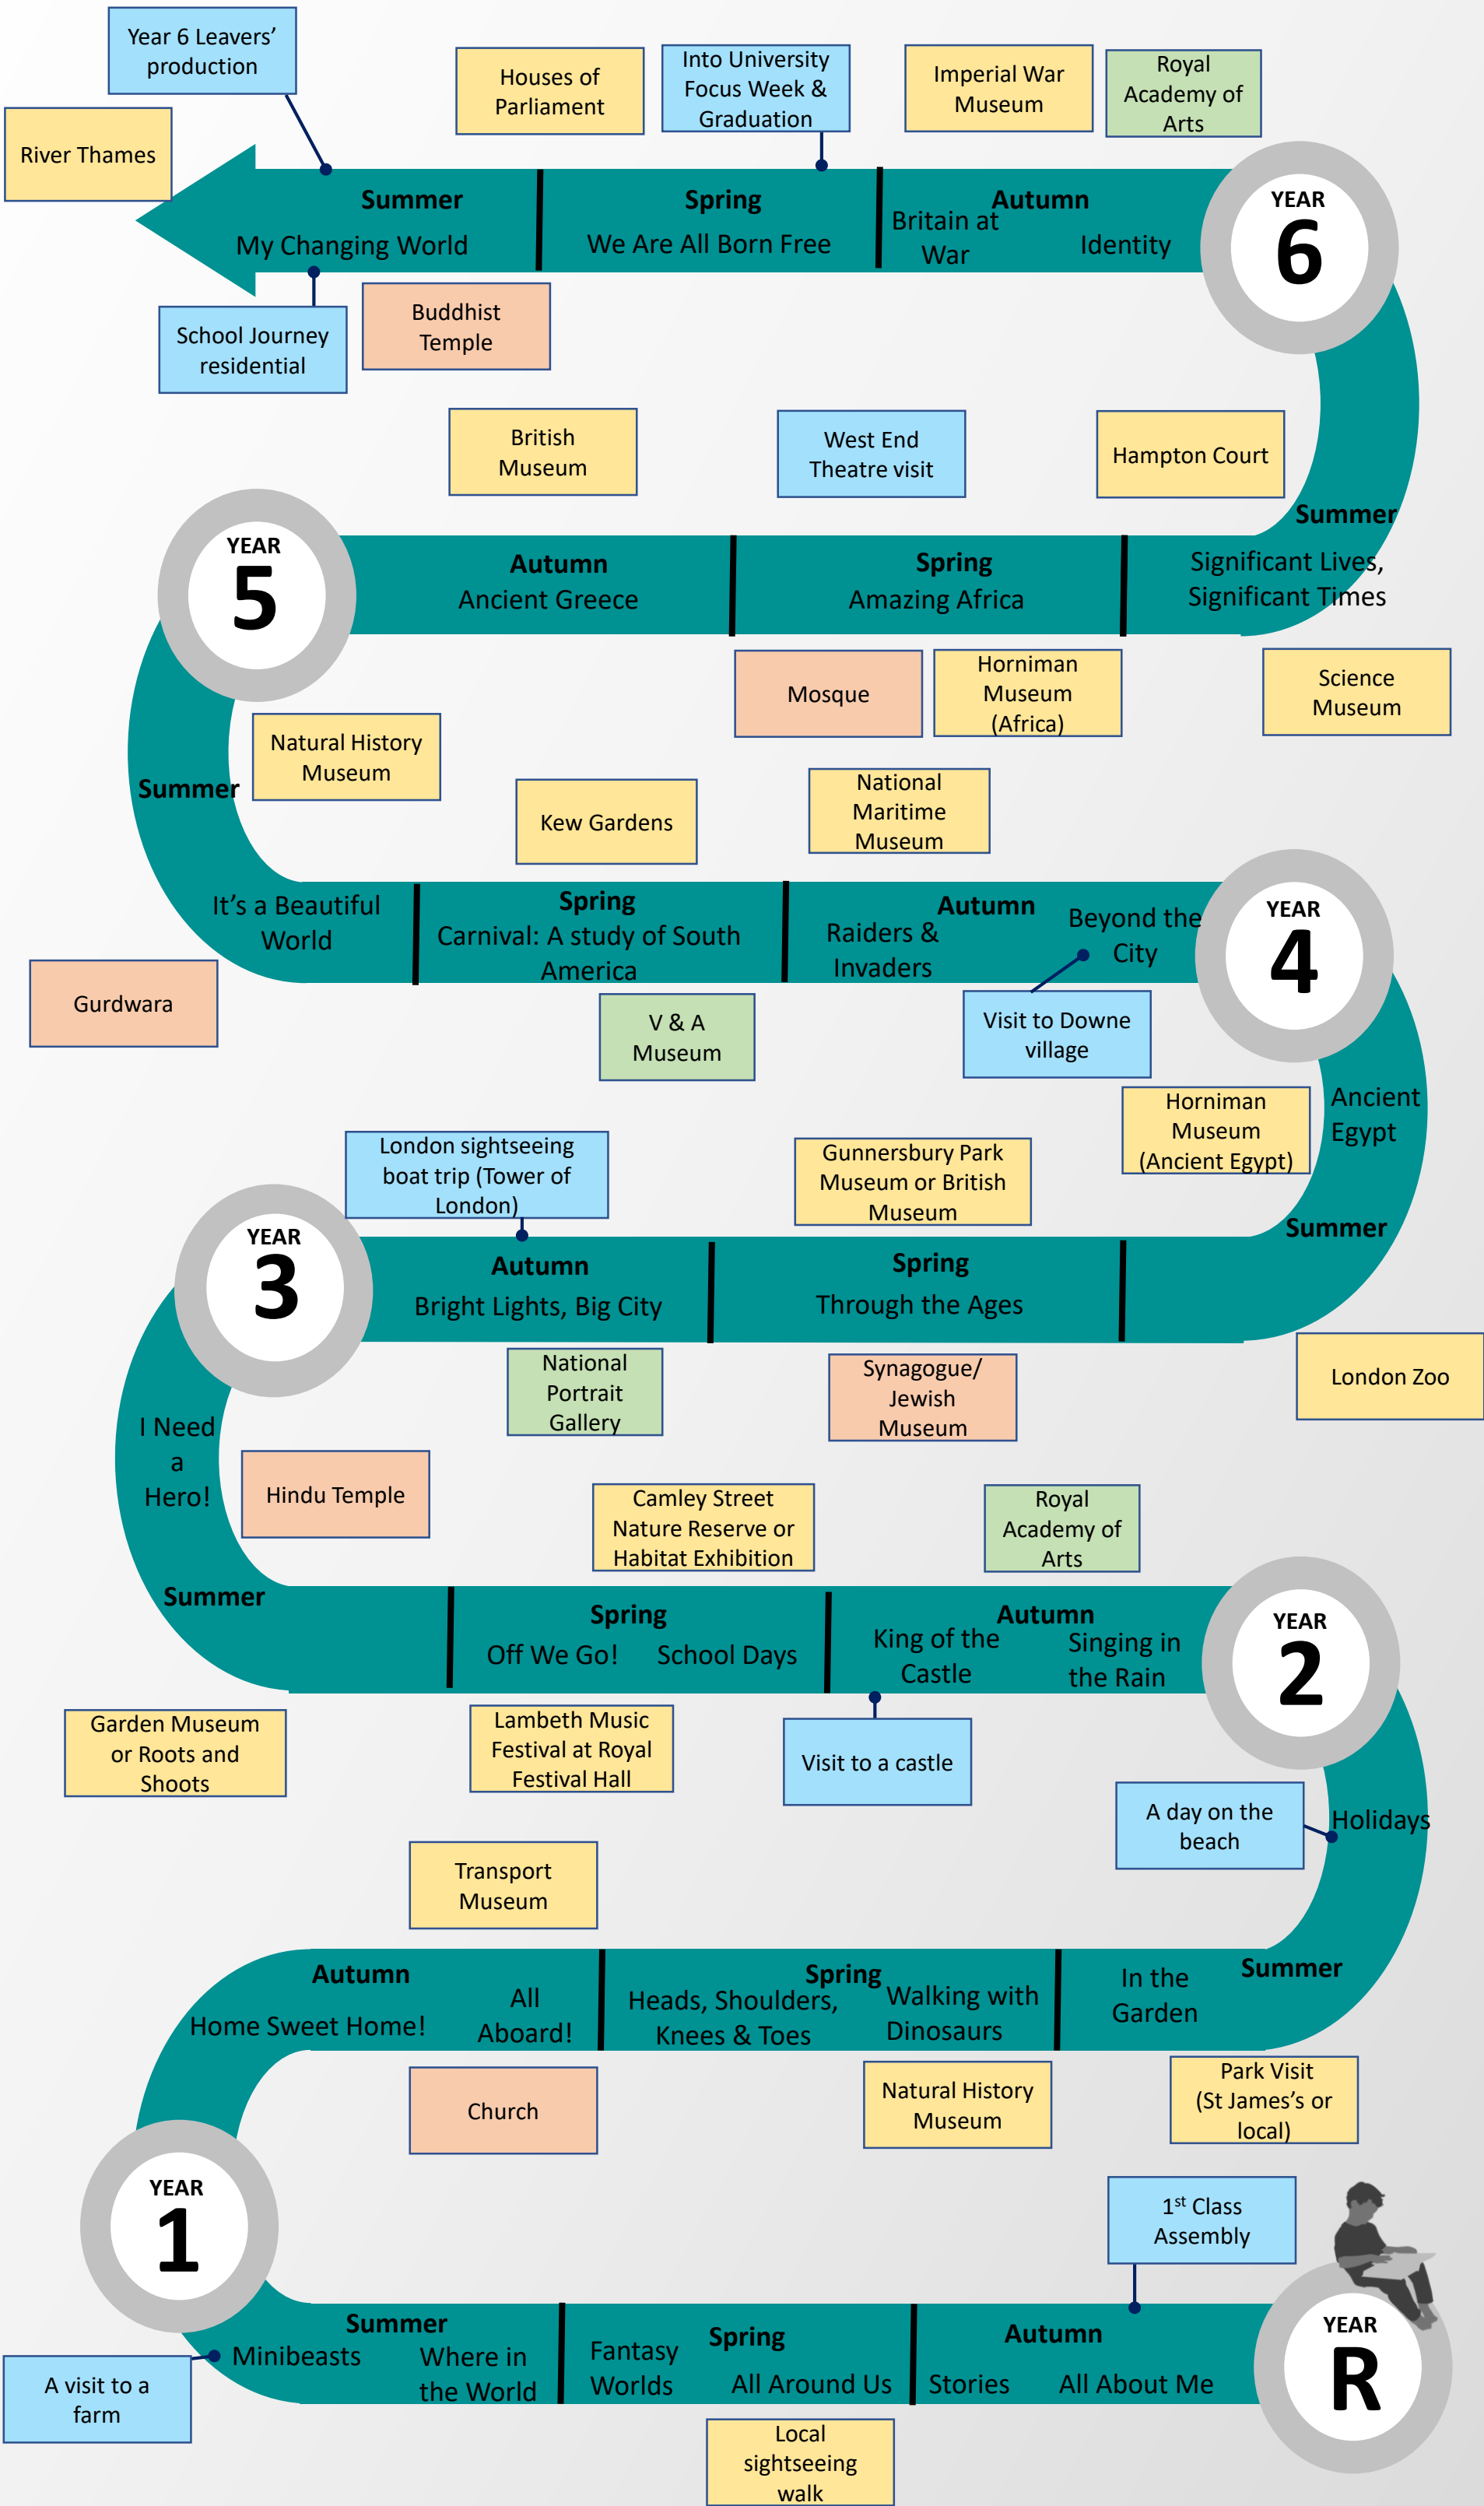 Year 6 Leavers’
production
Houses of
Parliament
Into University
Focus Week &
Graduation
Imperial War
Museum
Royal
Academy of
Arts
River Thames
Summer
My Changing World
Spring
We Are All Born Free
Autumn
Britain at
War
Identity
YEAR
6
School Journey
residential
Buddhist
Temple
British
Museum
West End
Theatre visit
Hampton Court
YEAR
5
Autumn
Ancient Greece
Spring
Amazing Africa
Summer
Significant Lives,
Significant Times
Mosque
Horniman
Museum
(Africa)
Science
Museum
Natural History
Museum
Summer
Kew Gardens
National
Maritime
Museum
It’s a Beautiful
World
Spring
Carnival: A study of South
America
Autumn
Raiders &
Invaders
Beyond the
City
YEAR
4
Gurdwara
V & A
Museum
Visit to Downe
village
Horniman
Museum
(Ancient Egypt)
Ancient
Egypt
London sightseeing
boat trip (Tower of
London)
Gunnersbury Park
Museum or British
Museum
Summer
YEAR
3
Autumn
Bright Lights, Big City
Spring
Through the Ages
National
Portrait
Gallery
Synagogue/
Jewish
Museum
London Zoo
I Need
a
Hero!
Hindu Temple
Camley Street
Nature Reserve or
Habitat Exhibition
Royal
Academy of
Arts
Summer
Spring
Off We Go!
School Days
Autumn
King of the
Castle
Singing in
the Rain
YEAR
2
Garden Museum
or Roots and
Shoots
Lambeth Music
Festival at Royal
Festival Hall
Visit to a castle
A day on the
beach
Holidays
Transport
Museum
Autumn
Home Sweet Home!
All
Aboard!
Spring
Heads, Shoulders,
Knees & Toes
Walking with
Dinosaurs
In the
Garden
Summer
Church
Natural History
Museum
Park Visit
(St James’s or
local)
YEAR
1
1st Class
Assembly
Summer
Minibeasts
Where in
the World
Fantasy
Worlds
Spring
All Around Us
Autumn
Stories
All About Me
YEAR
R
A visit to a
farm
Local
sightseeing
walk